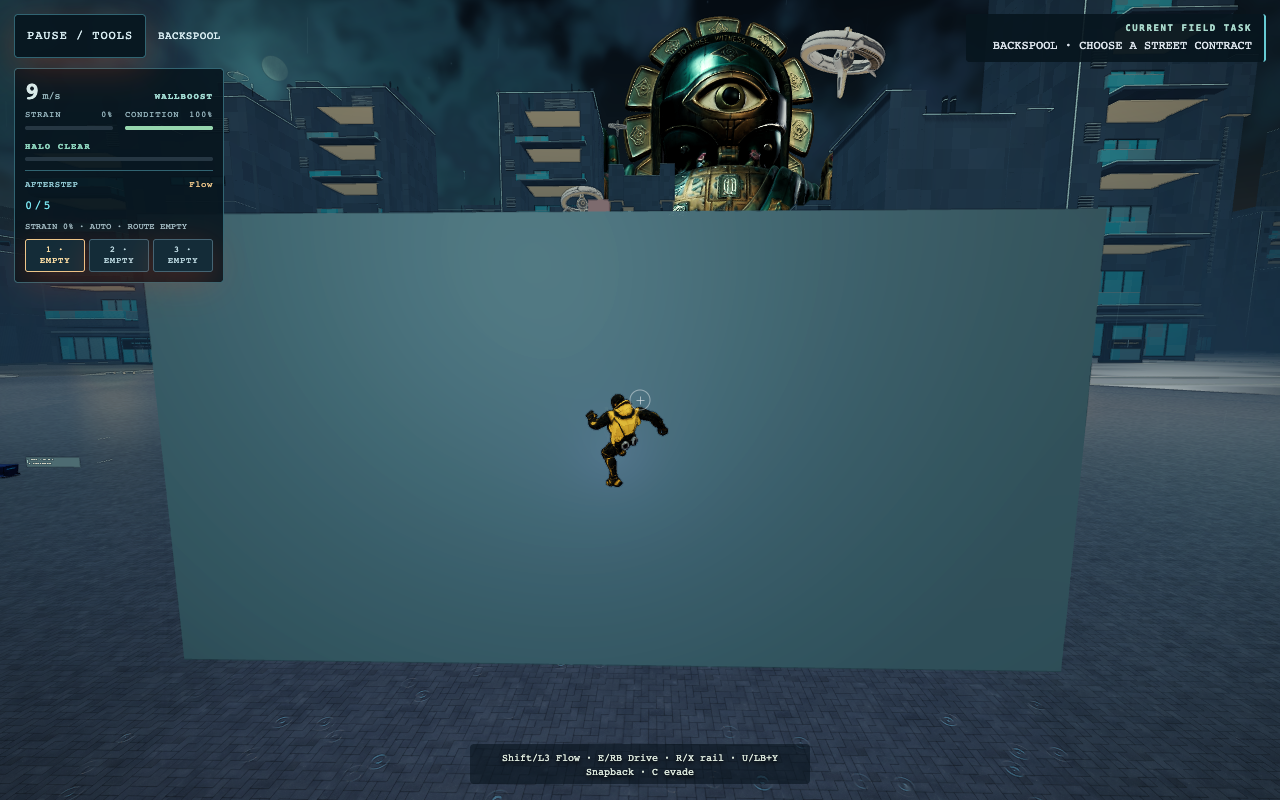 PAUSE / TOOLS
BACKSPOOL
CURRENT FIELD TASK
BACKSPOOL · CHOOSE A STREET CONTRACT
9 m/s
WALLBOOST
STRAIN 0%
CONDITION 100%
HALO CLEAR
AFTERSTEP
Flow
0/5
STRAIN 0% · AUTO · ROUTE EMPTY
1 ·
EMPTY
2 ·
EMPTY
3 ·
EMPTY
Shift/L3 Flow · E/RB Drive · R/X rail · U/LB+Y
Snapback · C evade